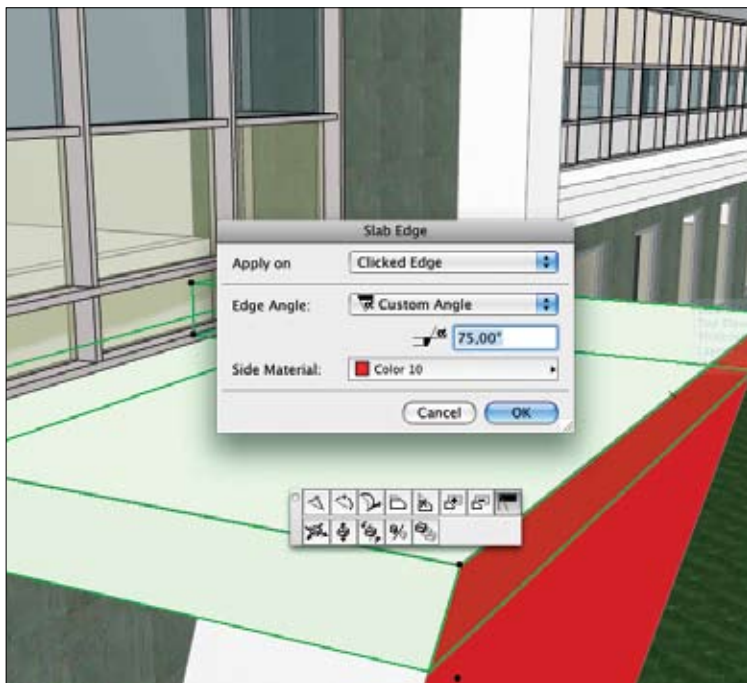 Slab Edge
Apply on Clicked Edge
Edge Angle: Custom Angle
α 75,00°
Side Material: Color 10
Cancel OK